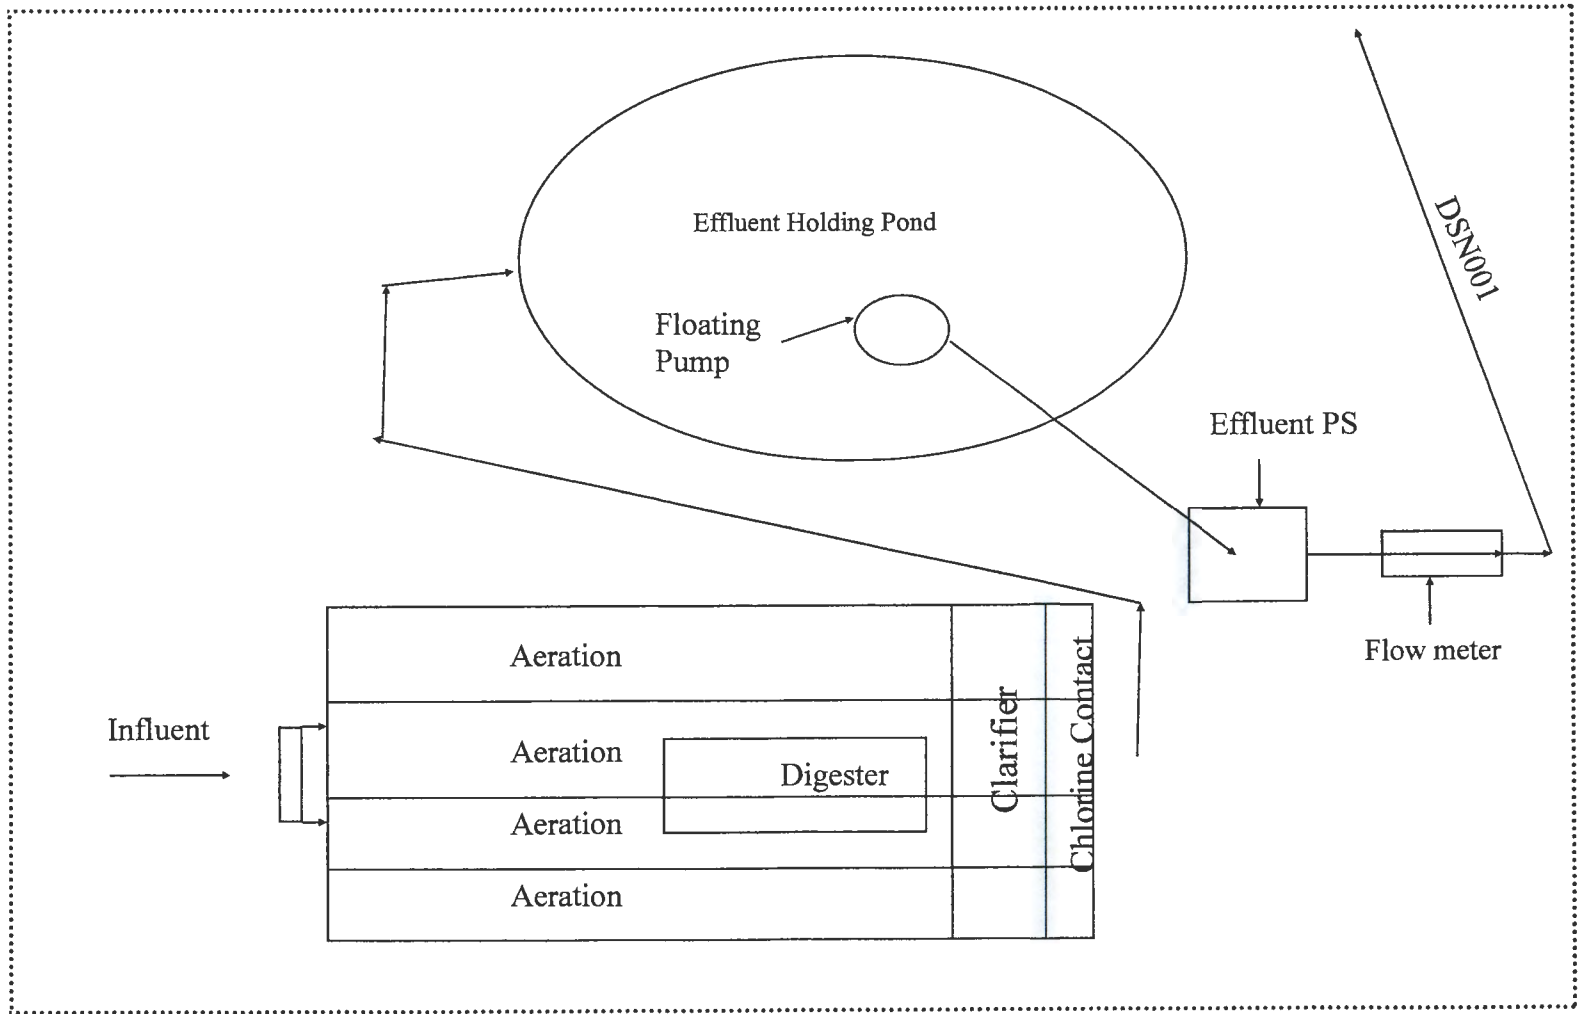 Effluent Holding Pond
DSN001
Floating
Pump
Effluent PS
Flow meter
Aeration
Influent
Aeration
Digester
Clarifier
Chlorine Contact
Aeration
Aeration